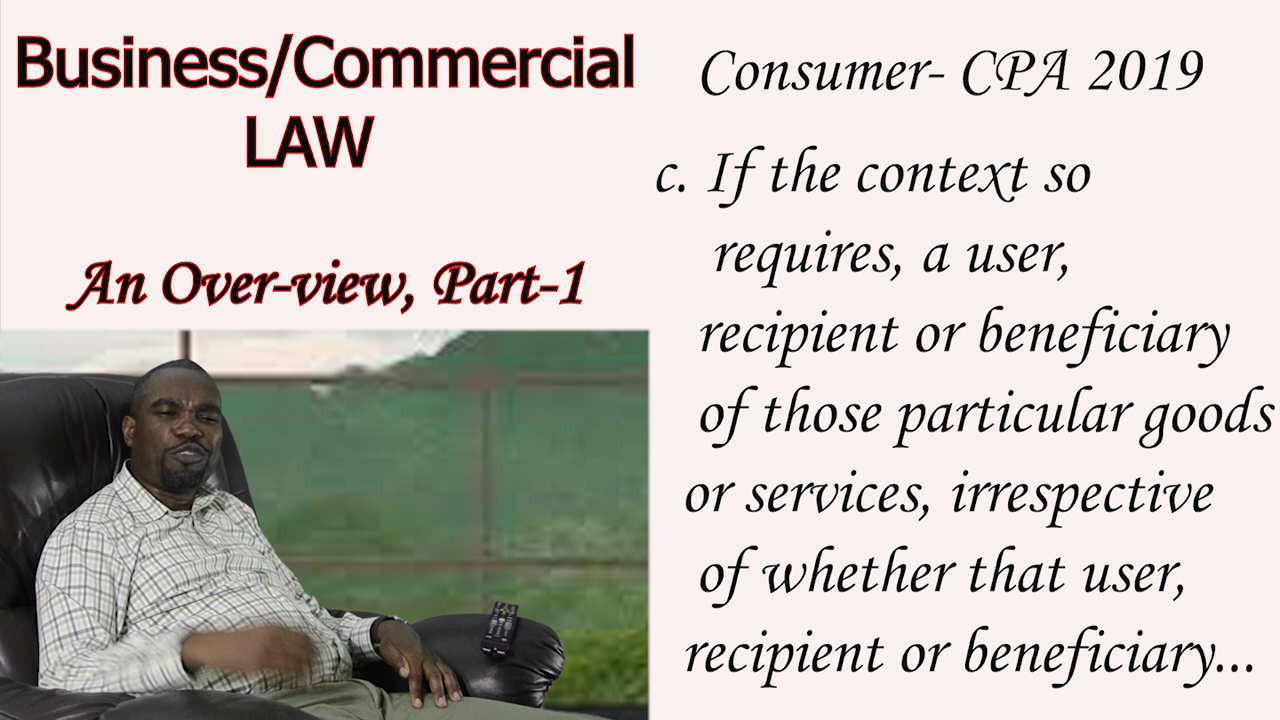 Business/Commercial
LAW
An Over-view, Part-1
Consumer- CPA 2019
c. If the context so
requires, a user,
recipient or beneficiary
of those particular goods
or services, irrespective
of whether that user,
recipient or beneficiary...